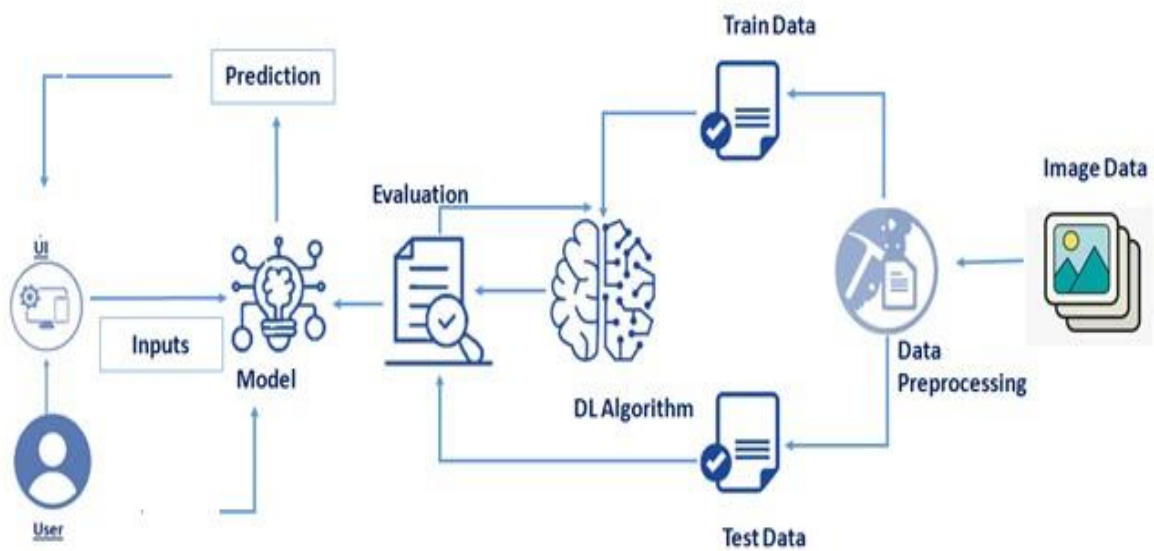 Train Data
Prediction
Image Data
Evaluation
UI
Inputs
Model
Data
Preprocessing
DL Algorithm
User
Test Data